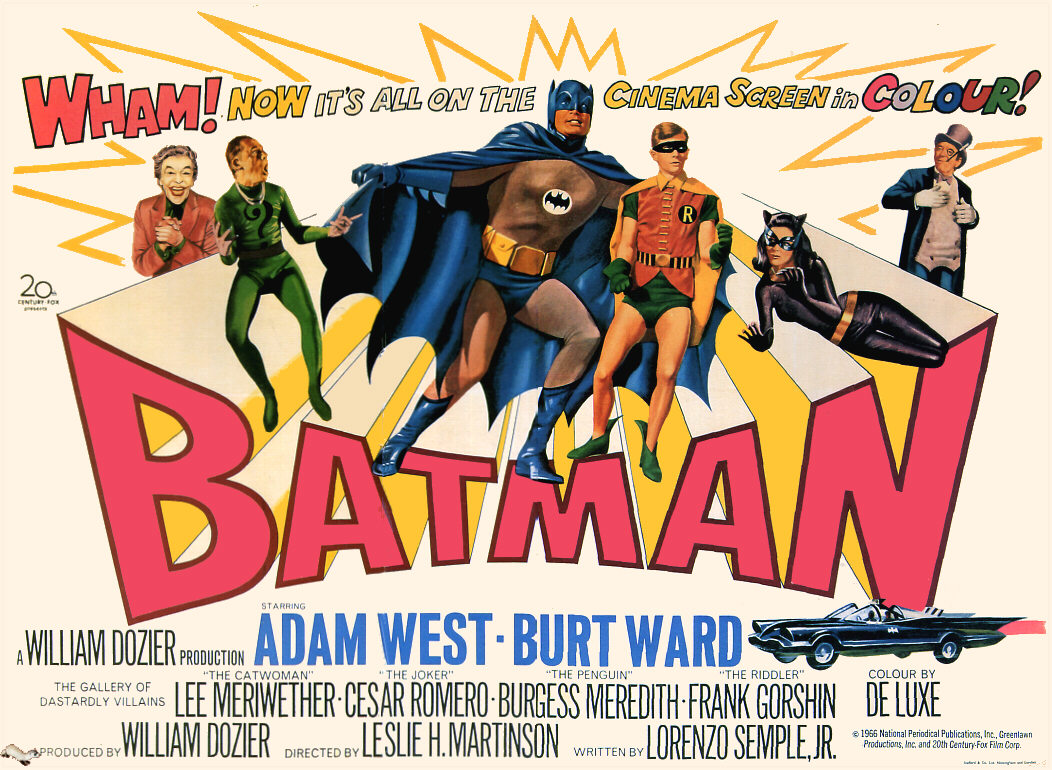 WHAM! NOW IT'S ALL ON THE CINEMA SCREEN in COLOUR!
20th
CENTURY-FOX
presents
?
R
BATMAN
STARRING
A WILLIAM DOZIER PRODUCTION ADAM WEST · BURT WARD
"THE CATWOMAN" "THE JOKER" "THE PENGUIN" "THE RIDDLER"
THE GALLERY OF
DASTARDLY VILLAINS LEE MERIWETHER · CESAR ROMERO · BURGESS MEREDITH · FRANK GORSHIN
COLOUR BY
DE LUXE
PRODUCED BY WILLIAM DOZIER DIRECTED BY LESLIE H. MARTINSON WRITTEN BY LORENZO SEMPLE, JR.
© 1966 National Periodical Publications, Inc., Greenlawn
Productions, Inc. and 20th Century-Fox Film Corp.